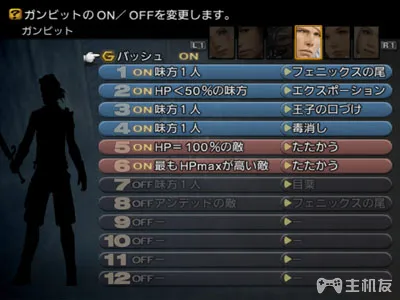 ガンビットのON／OFFを変更します。
ガンビット
L1 R1
G バッシュ ON
1 ON 味方1人 フェニックスの尾
2 ON HP＜50%の味方 エクスポーション
3 ON 味方1人 王子の口づけ
4 ON 味方1人 毒消し
5 ON HP＝100%の敵 たたかう
6 ON 最もHPmaxが高い敵 たたかう
7 OFF 味方1人 目薬
8 OFF アンデッドの敵 フェニックスの尾
9 OFF － －
10 OFF － －
11 OFF － －
12 OFF － －
主机友